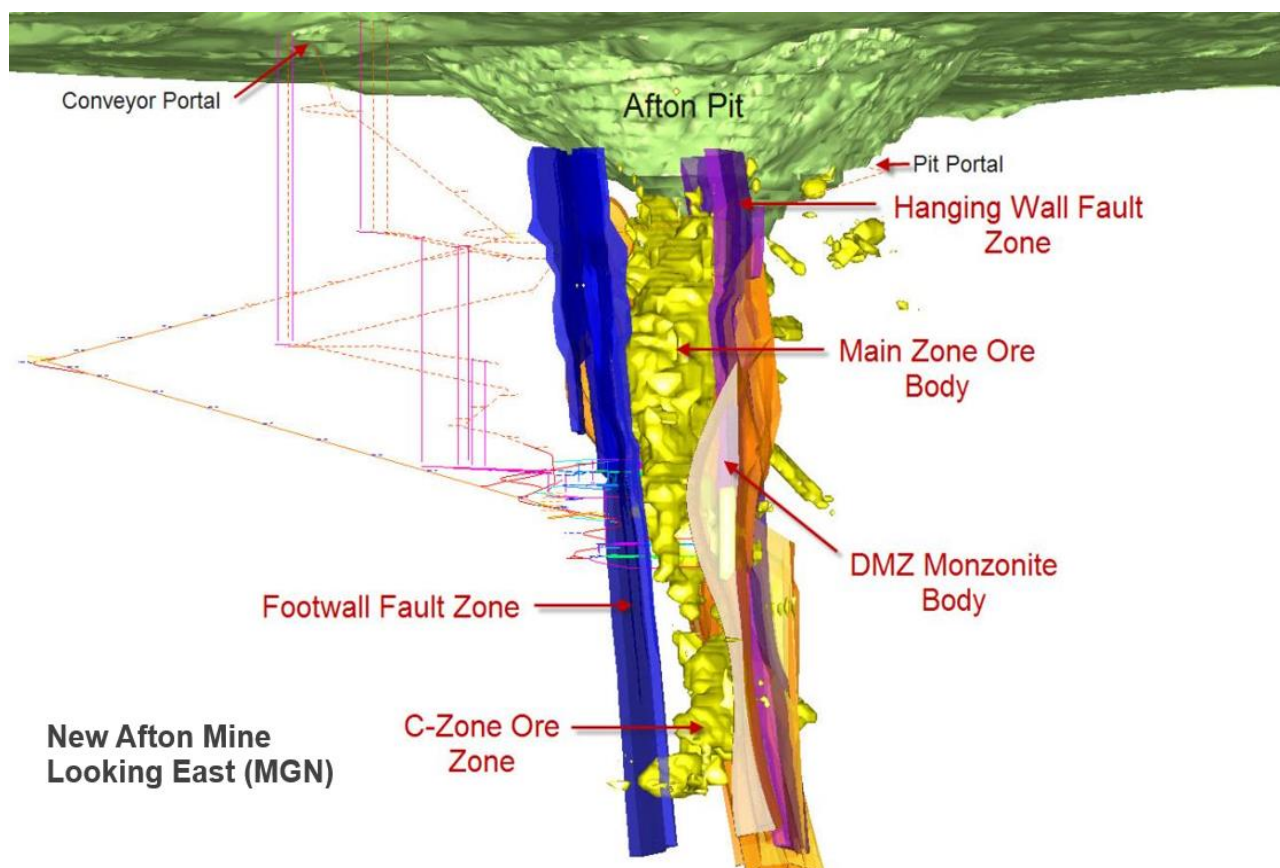 Conveyor Portal
Afton Pit
Pit Portal
Hanging Wall Fault
Zone
Main Zone Ore
Body
DMZ Monzonite
Body
Footwall Fault Zone
C-Zone Ore
Zone
New Afton Mine
Looking East (MGN)